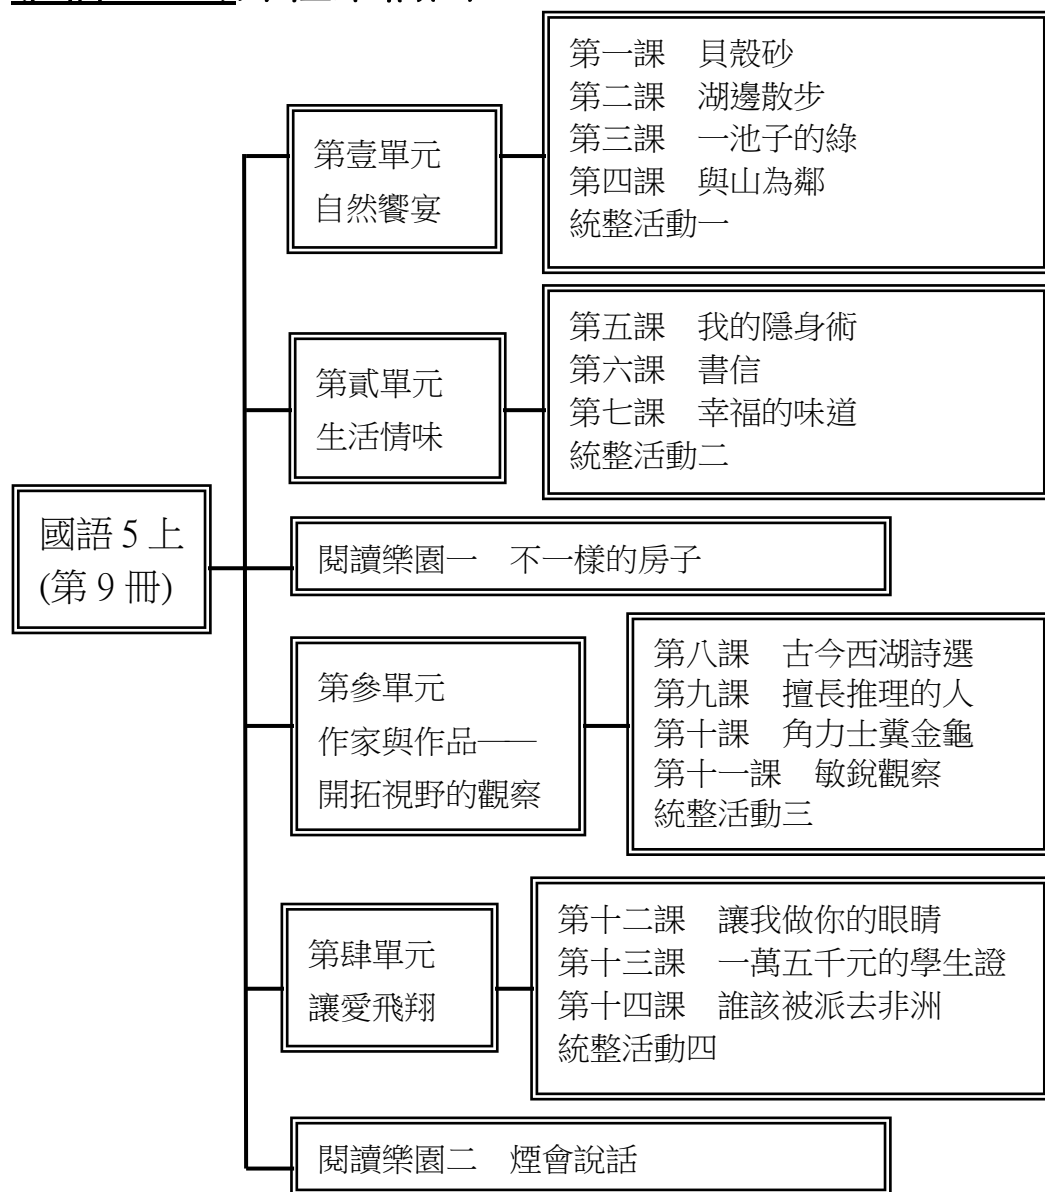 第一課　貝殼砂
第二課　湖邊散步
第三課　一池子的綠
第四課　與山為鄰
統整活動一
第壹單元
自然饗宴
第五課　我的隱身術
第六課　書信
第七課　幸福的味道
統整活動二
第貳單元
生活情味
國語 5 上
(第 9 冊)
閱讀樂園一　不一樣的房子
第八課　古今西湖詩選
第九課　擅長推理的人
第十課　角力士糞金龜
第十一課　敏銳觀察
統整活動三
第參單元
作家與作品——
開拓視野的觀察
第十二課　讓我做你的眼睛
第十三課　一萬五千元的學生證
第十四課　誰該被派去非洲
統整活動四
第肆單元
讓愛飛翔
閱讀樂園二　煙會說話